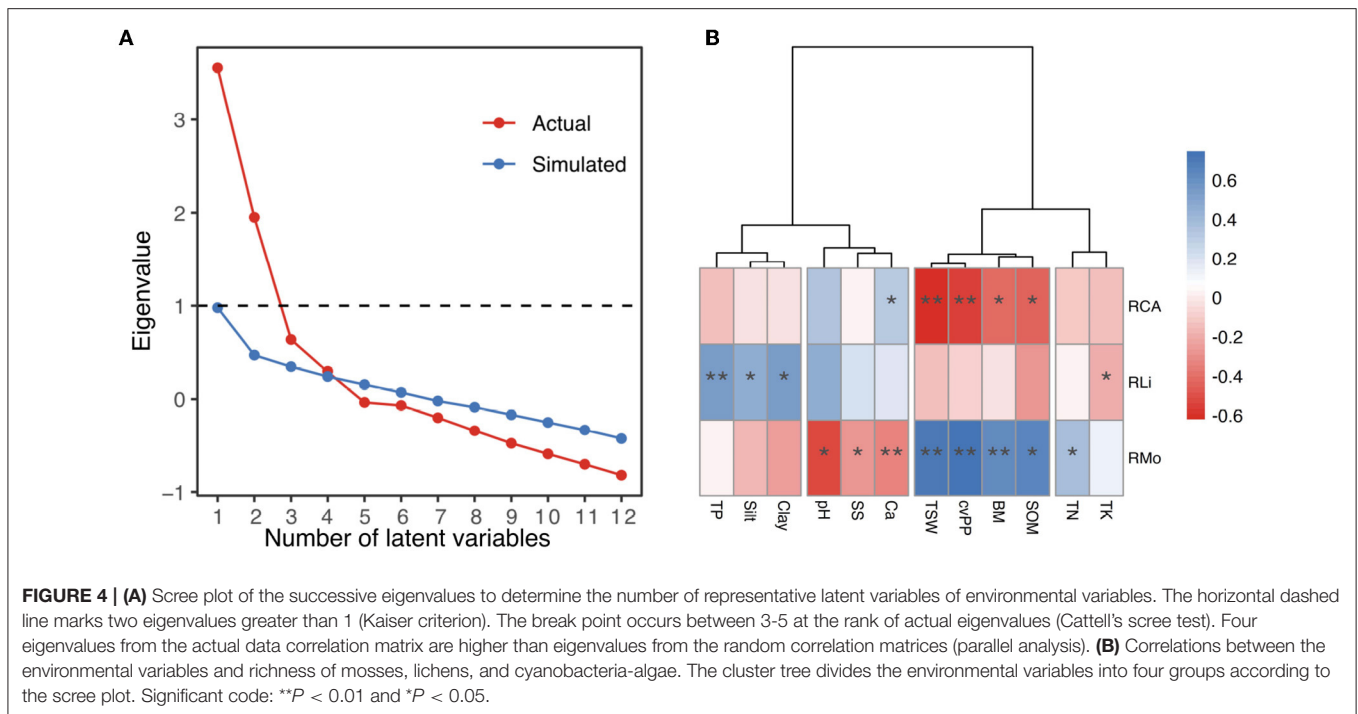 A
B
Eigenvalue
3
2
1
0
−1
Actual
Simulated
1 2 3 4 5 6 7 8 9 10 11 12
Number of latent variables
* ** ** * * RCA
** * * * RLi
* * ** ** ** ** * * RMo
TP Silt Clay pH SS Ca TSW cvPP BM SOM TN TK
0.6
0.4
0.2
0
-0.2
-0.4
-0.6
FIGURE 4 | (A) Scree plot of the successive eigenvalues to determine the number of representative latent variables of environmental variables. The horizontal dashed
line marks two eigenvalues greater than 1 (Kaiser criterion). The break point occurs between 3-5 at the rank of actual eigenvalues (Cattell's scree test). Four
eigenvalues from the actual data correlation matrix are higher than eigenvalues from the random correlation matrices (parallel analysis). (B) Correlations between the
environmental variables and richness of mosses, lichens, and cyanobacteria-algae. The cluster tree divides the environmental variables into four groups according to
the scree plot. Significant code: **P < 0.01 and *P < 0.05.